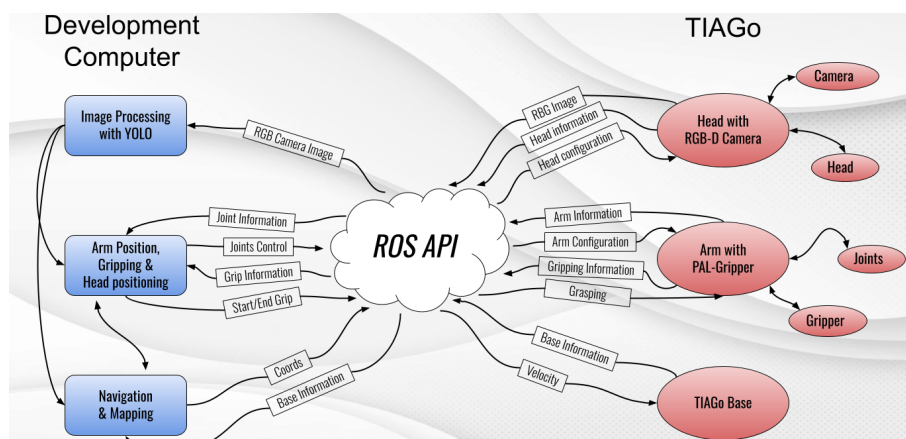 Development
Computer
TIAGo
Image Processing
with YOLO
RGB Camera Image
RBG Image
Head information
Head configuration
Head with
RGB-D Camera
Camera
Head
Joint Information
Joints Control
Grip Information
Start/End Grip
Arm Position,
Gripping &
Head positioning
ROS API
Arm Information
Arm Configuration
Gripping Information
Grasping
Arm with
PAL-Gripper
Joints
Gripper
Navigation
& Mapping
Coords
Base Information
Base Information
Velocity
TIAGo Base